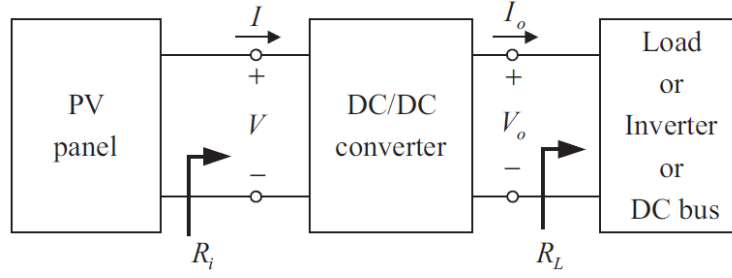 PV
panel
I
+
V
−
R_i
DC/DC
converter
I_o
+
V_o
−
R_L
Load
or
Inverter
or
DC bus